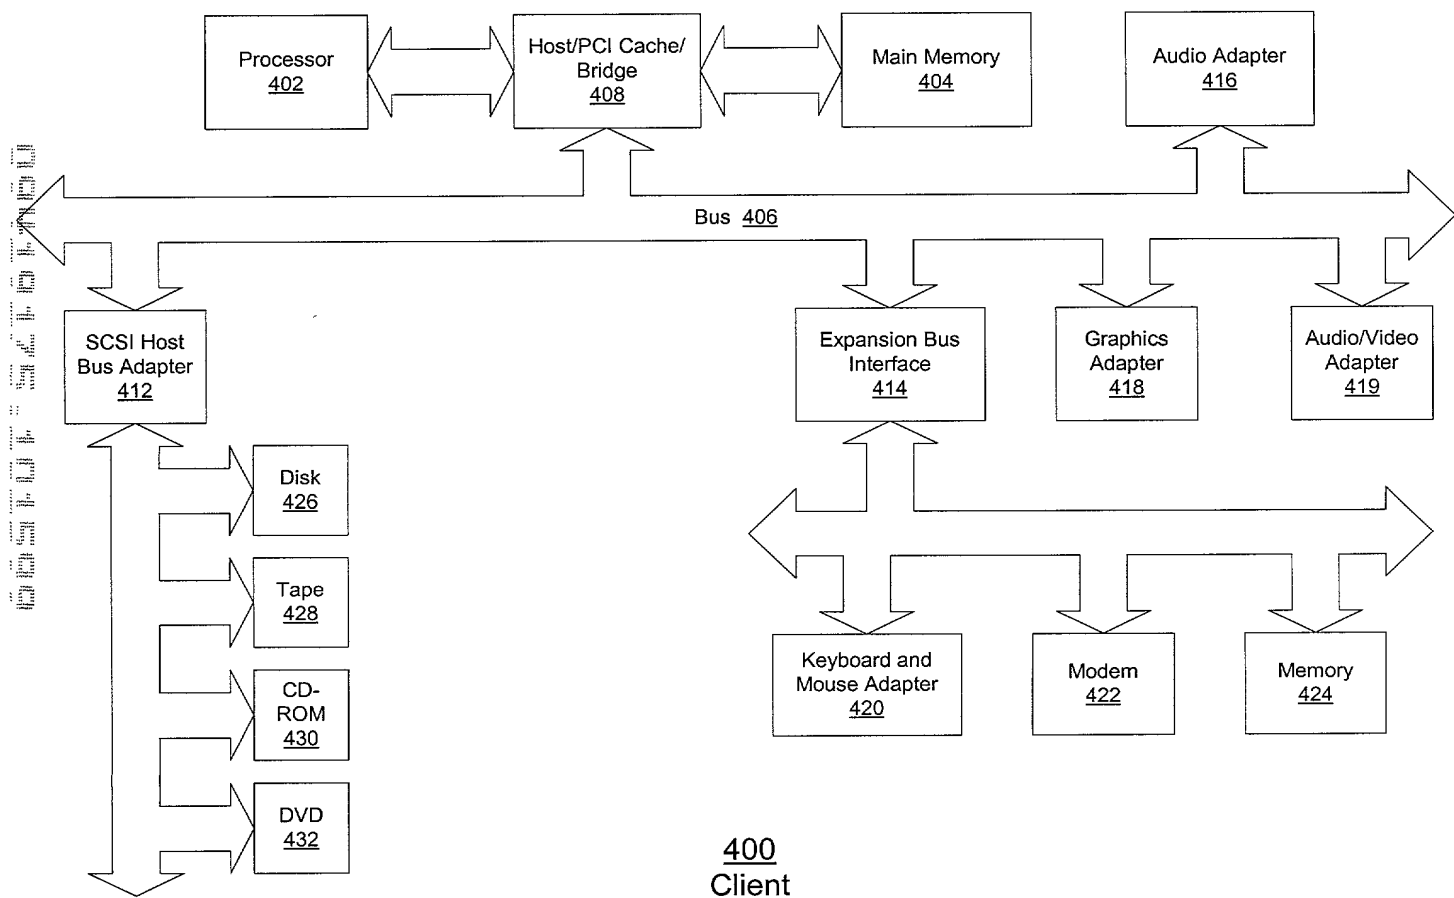 Processor
402
Host/PCI Cache/
Bridge
408
Main Memory
404
Audio Adapter
416
Bus 406
SCSI Host
Bus Adapter
412
Expansion Bus
Interface
414
Graphics
Adapter
418
Audio/Video
Adapter
419
Disk
426
Tape
428
CD-
ROM
430
DVD
432
Keyboard and
Mouse Adapter
420
Modem
422
Memory
424
400
Client